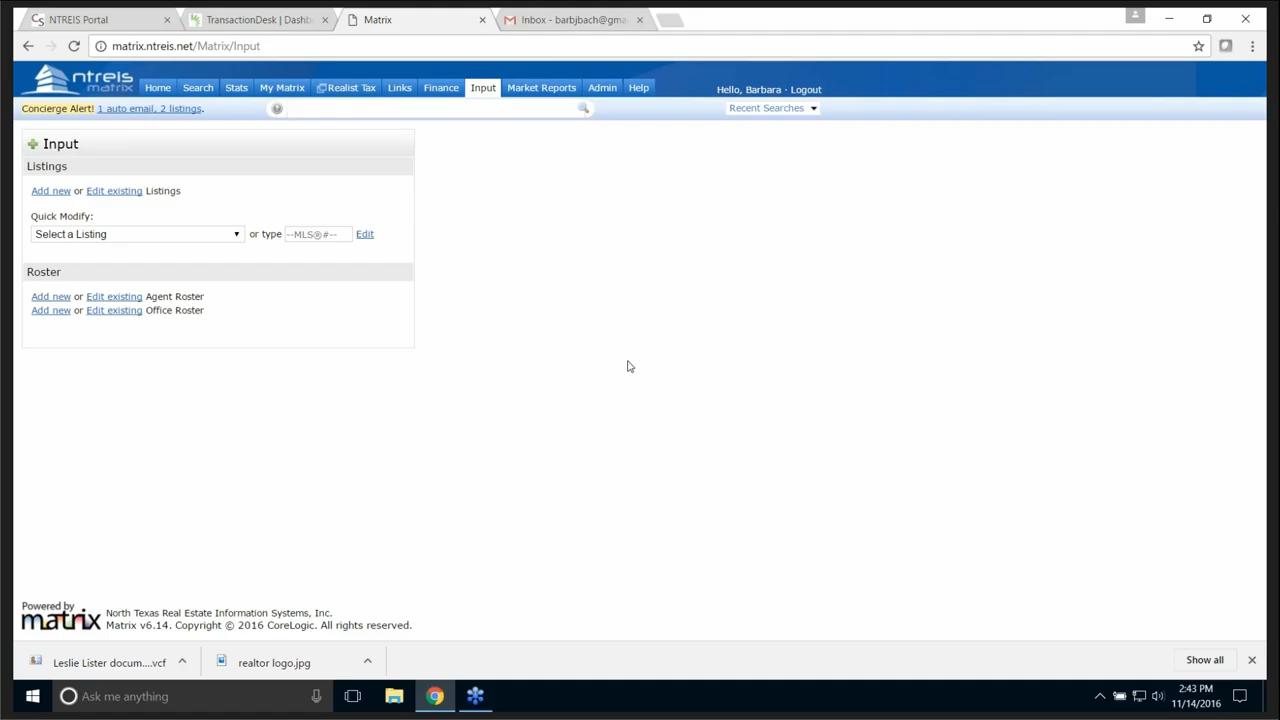 NTREIS Portal
TransactionDesk | Dashb
Matrix
Inbox - barbjbach@gma
matrix.ntreis.net/Matrix/Input
ntreis
matrix
Home Search Stats My Matrix Realist Tax Links Finance Input Market Reports Admin Help
Hello, Barbara · Logout
Concierge Alert! 1 auto email, 2 listings.
Recent Searches
Input
Listings
Add new or Edit existing Listings
Quick Modify:
Select a Listing or type --MLS®#-- Edit
Roster
Add new or Edit existing Agent Roster
Add new or Edit existing Office Roster
Powered by
matrix
North Texas Real Estate Information Systems, Inc.
Matrix v6.14. Copyright © 2016 CoreLogic. All rights reserved.
Leslie Lister docum....vcf
realtor logo.jpg
Show all
Ask me anything
2:43 PM
11/14/2016